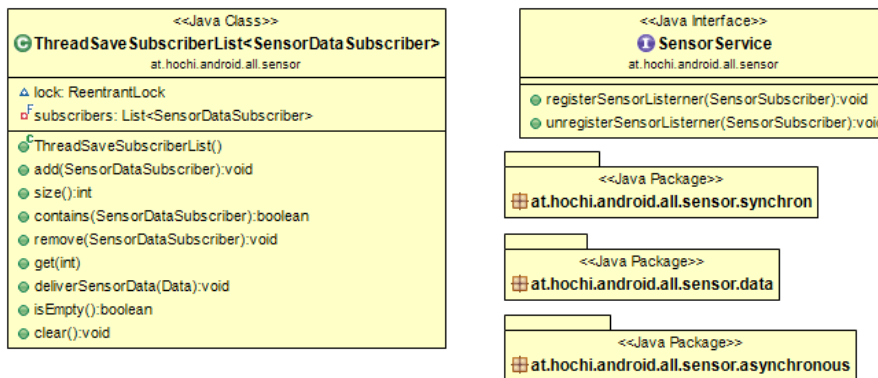 <<Java Class>>
ThreadSaveSubscriberList<SensorDataSubscriber>
at.hochi.android.all.sensor
lock: ReentrantLock
subscribers: List<SensorDataSubscriber>
ThreadSaveSubscriberList()
add(SensorDataSubscriber):void
size():int
contains(SensorDataSubscriber):boolean
remove(SensorDataSubscriber):void
get(int)
deliverSensorData(Data):void
isEmpty():boolean
clear():void
<<Java Interface>>
SensorService
at.hochi.android.all.sensor
registerSensorListerner(SensorSubscriber):void
unregisterSensorListerner(SensorSubscriber):void
<<Java Package>>
at.hochi.android.all.sensor.synchron
<<Java Package>>
at.hochi.android.all.sensor.data
<<Java Package>>
at.hochi.android.all.sensor.asynchronous